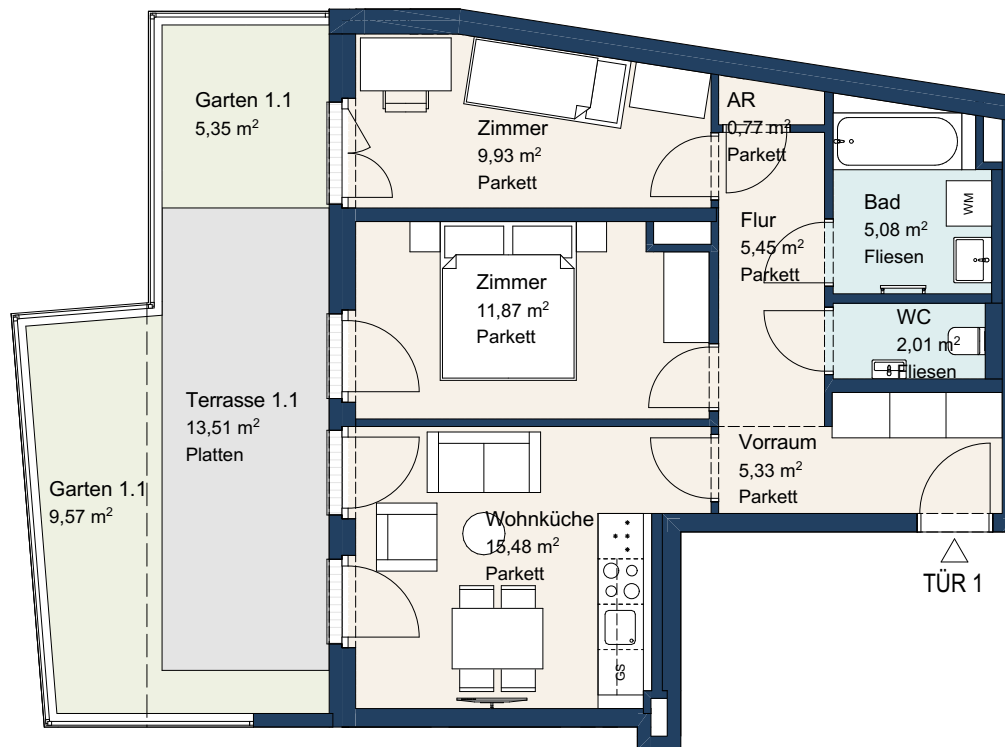 Garten 1.1
5,35 m²
Zimmer
9,93 m²
Parkett
AR
0,77 m²
Parkett
Bad
5,08 m²
Fliesen
WM
Flur
5,45 m²
Parkett
Zimmer
11,87 m²
Parkett
WC
2,01 m²
Fliesen
Terrasse 1.1
13,51 m²
Platten
Vorraum
5,33 m²
Parkett
Garten 1.1
9,57 m²
Wohnküche
15,48 m²
Parkett
GS
TÜR 1